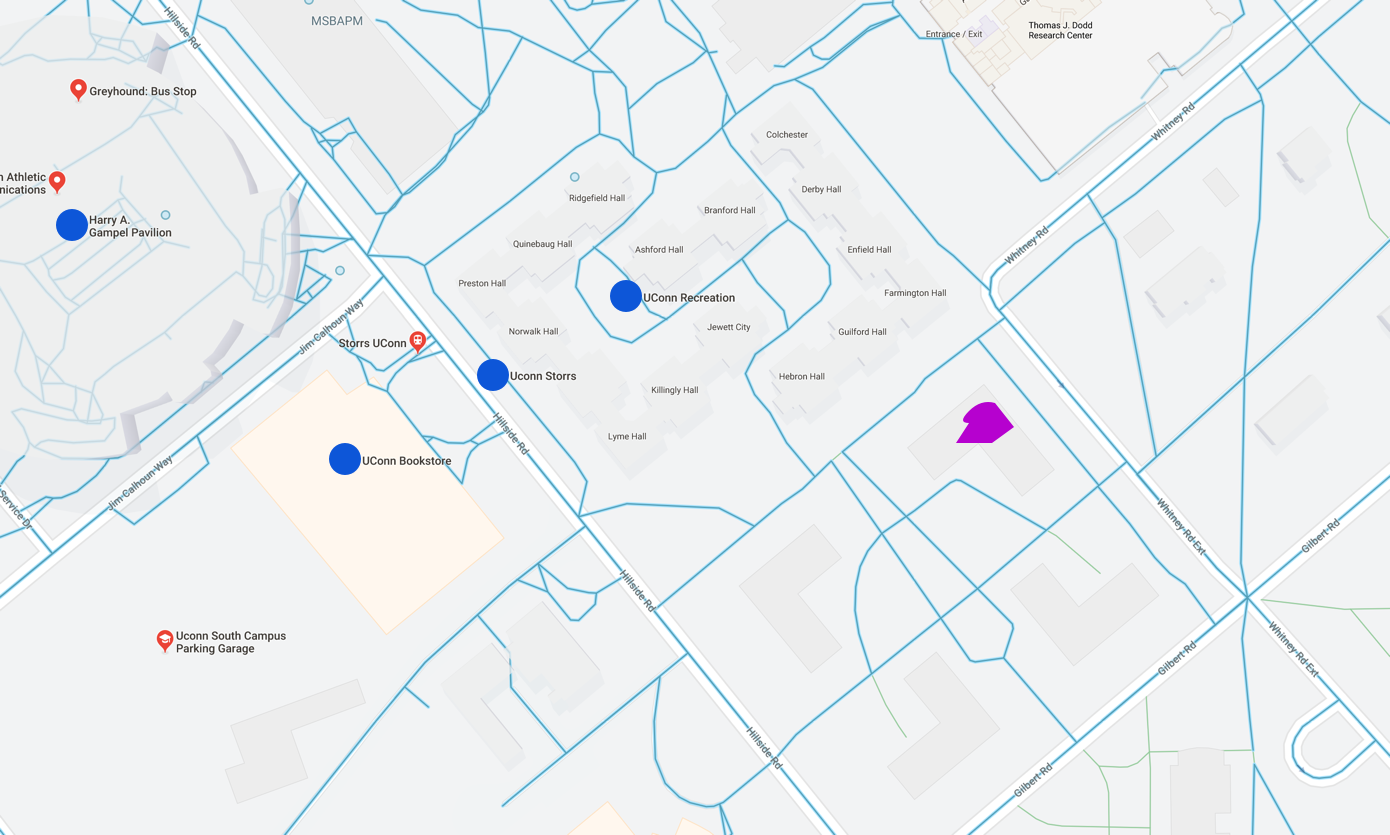 Hillside Rd
MSBAPM
Thomas J. Dodd
Research Center
Entrance / Exit
Greyhound: Bus Stop
Whitney Rd
Colchester
n Athletic
nications
Derby Hall
Ridgefield Hall
Branford Hall
Harry A.
Gampel Pavilion
Quinebaug Hall
Ashford Hall
Enfield Hall
Whitney Rd
Preston Hall
UConn Recreation
Farmington Hall
Jim Calhoun Way
Norwalk Hall
Jewett City
Guilford Hall
Storrs UConn
Uconn Storrs
Killingly Hall
Hebron Hall
Hillside Rd
Lyme Hall
UConn Bookstore
Jim Calhoun Way
Service Dr
Whitney Rd Ext
Gilbert Rd
Hillside Rd
Uconn South Campus
Parking Garage
Whitney Rd Ext
Gilbert Rd
Hillside Rd
Gilbert Rd